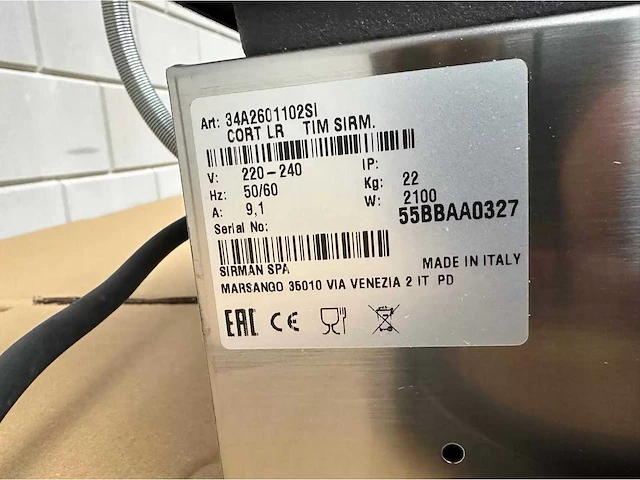 Art: 34A2601102SI
CORT LR TIM SIRM.
V: 220-240 IP:
Hz: 50/60 Kg: 22
A: 9,1 W: 2100
Serial No: 55BBAA0327
SIRMAN SPA MADE IN ITALY
MARSANGO 35010 VIA VENEZIA 2 IT PD
EAC CE